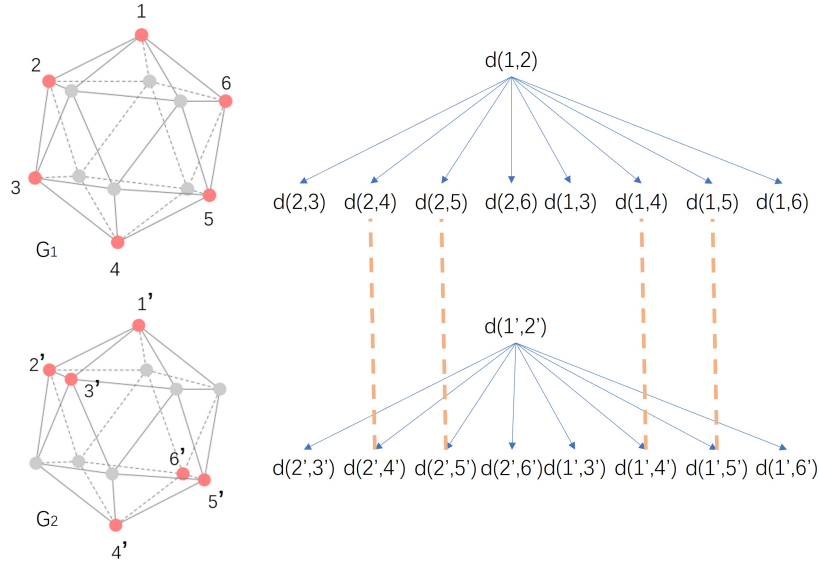 1
2
6
3
5
G1
4
d(1,2)
d(2,3) d(2,4) d(2,5) d(2,6) d(1,3) d(1,4) d(1,5) d(1,6)
1’
2’
3’
6’
5’
G2
4’
d(1’,2’)
d(2’,3’) d(2’,4’) d(2’,5’) d(2’,6’) d(1’,3’) d(1’,4’) d(1’,5’) d(1’,6’)